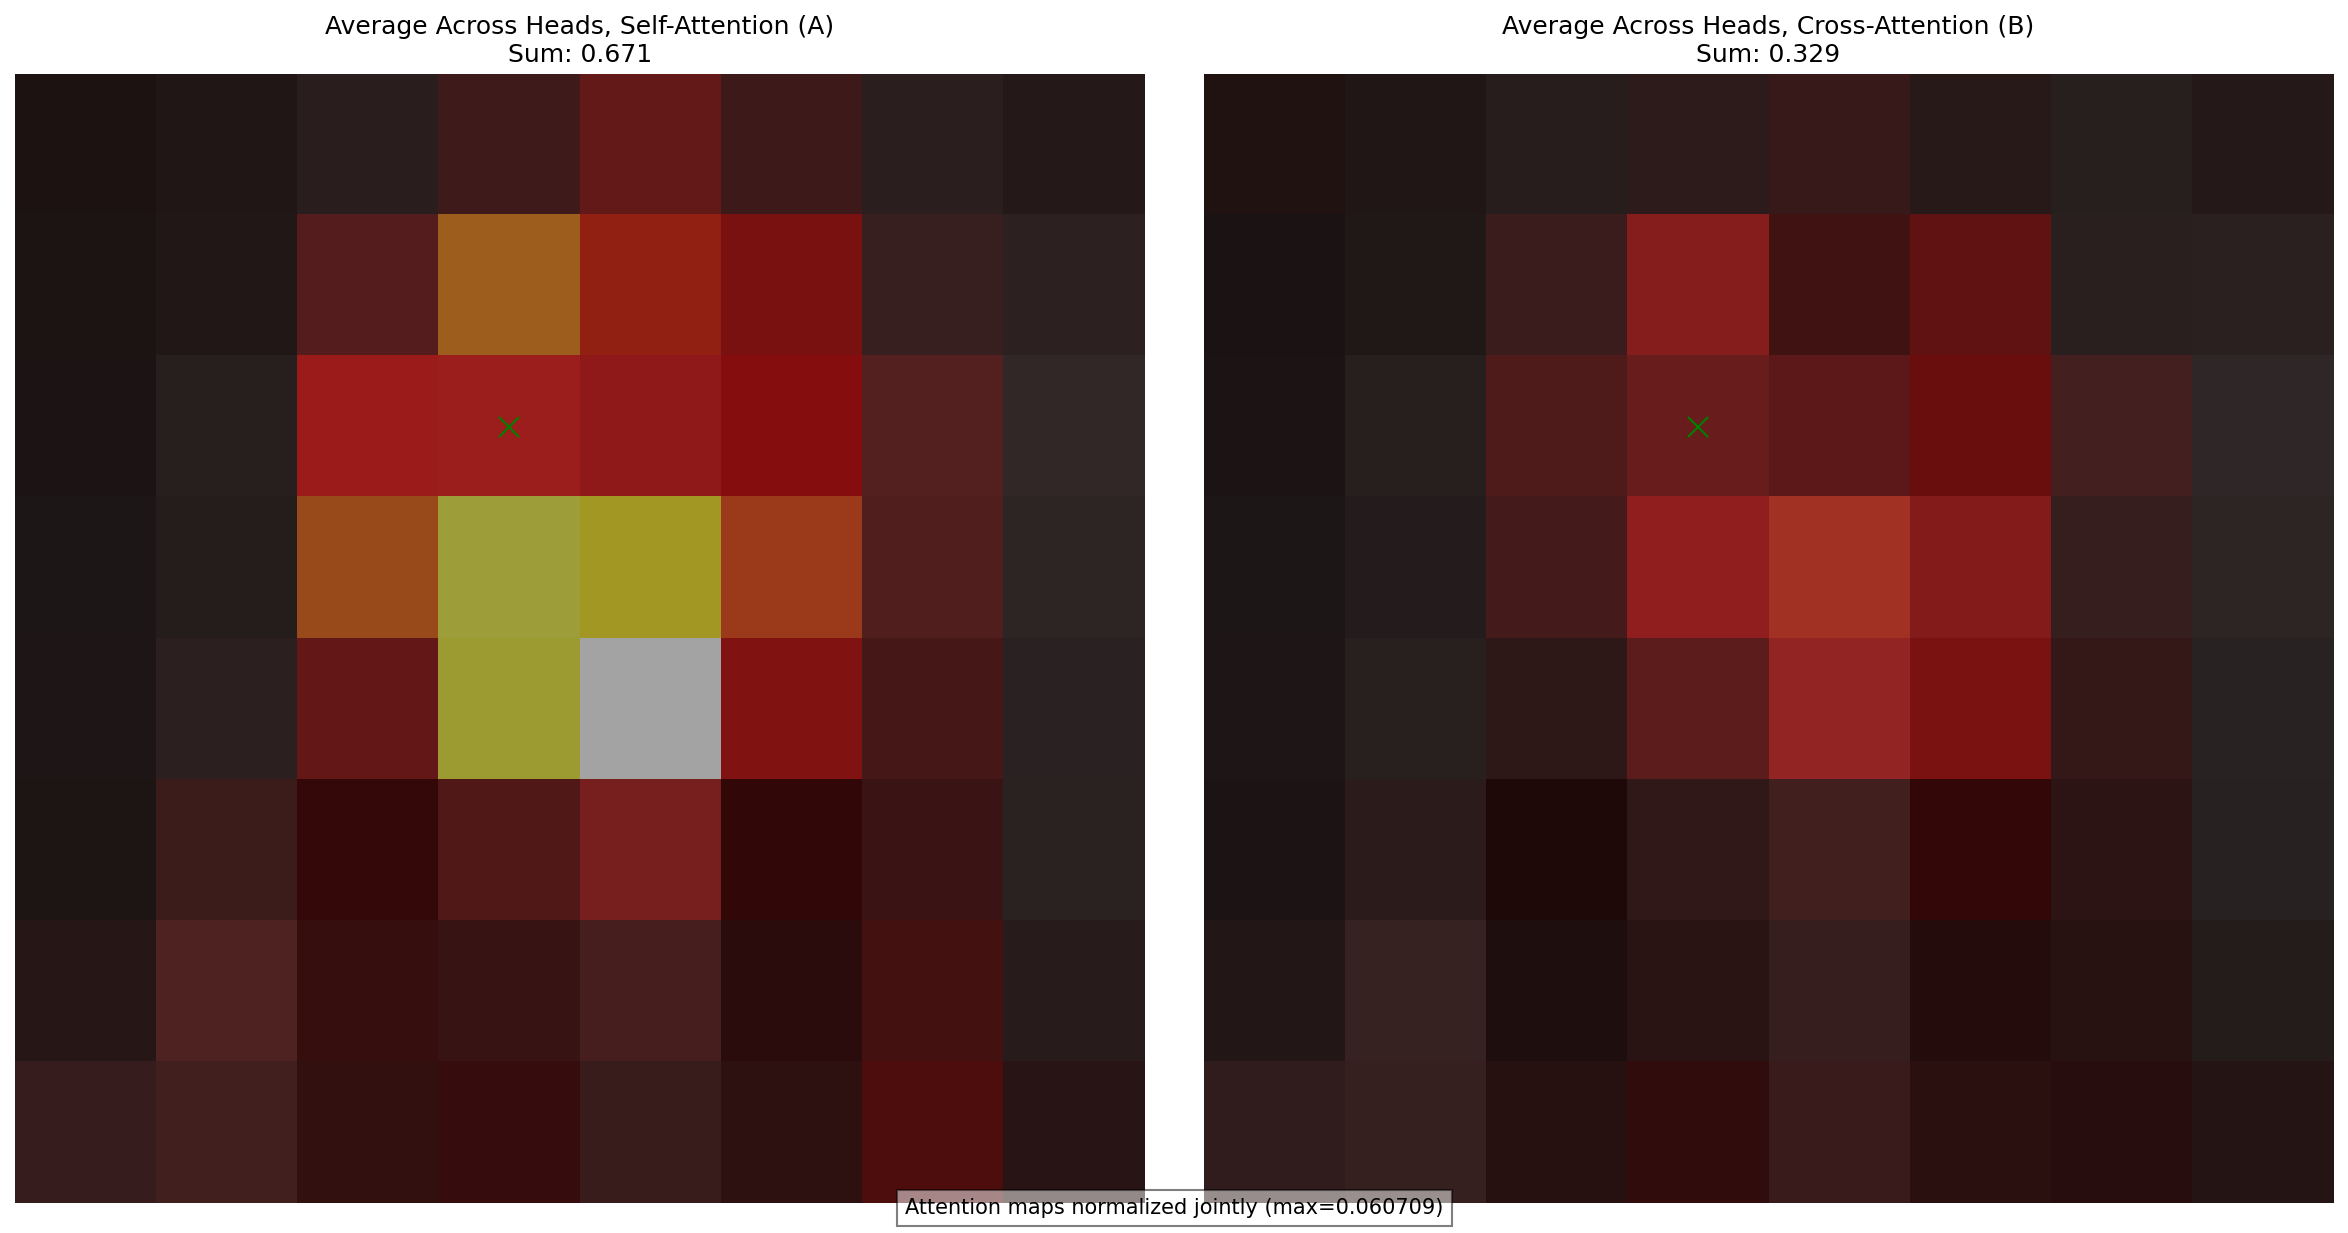 Average Across Heads, Self-Attention (A)
Sum: 0.671
Average Across Heads, Cross-Attention (B)
Sum: 0.329
Attention maps normalized jointly (max=0.060709)